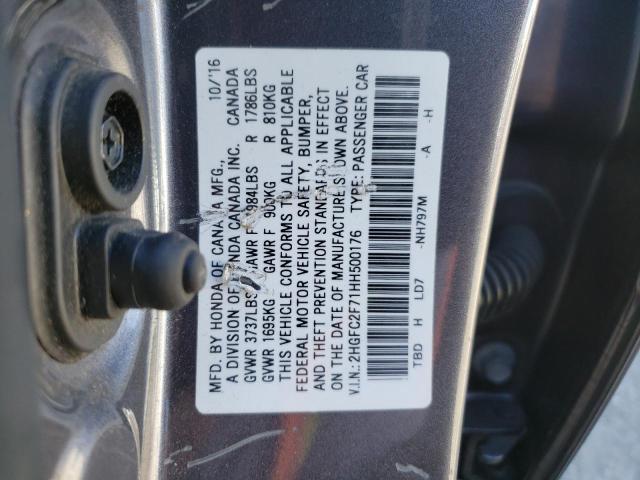 MFD. BY HONDA OF CANADA MFG., 10/'16
A DIVISION OF HONDA CANADA INC. CANADA
GVWR 3737LBS GAWR F 1984LBS R 1786LBS
GVWR 1695KG GAWR F 900KG R 810KG
THIS VEHICLE CONFORMS TO ALL APPLICABLE
FEDERAL MOTOR VEHICLE SAFETY, BUMPER,
AND THEFT PREVENTION STANDARDS IN EFFECT
ON THE DATE OF MANUFACTURE SHOWN ABOVE.
V.I.N.: 2HGFC2F71HH500176 TYPE: PASSENGER CAR
TBD H LD7 -NH797M -A -H